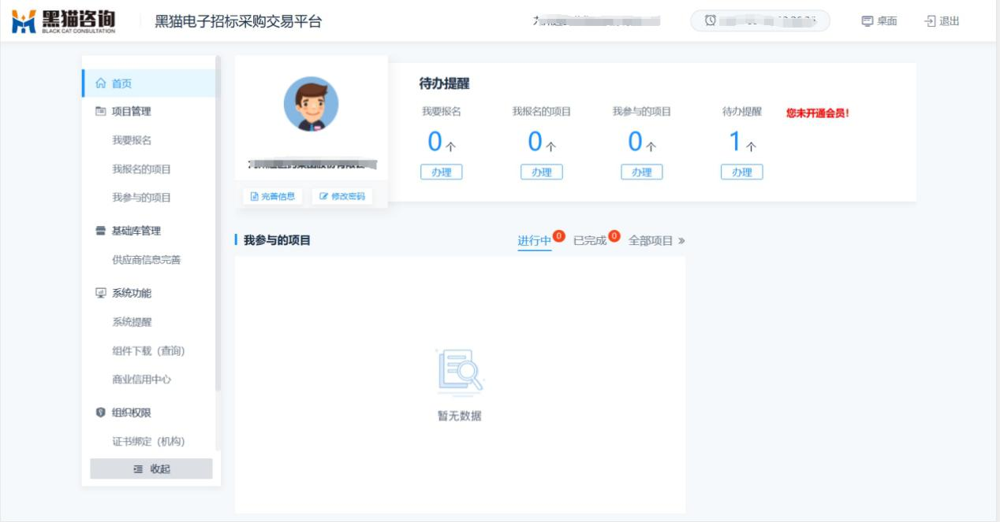 黑猫咨询
BLACK CAT CONSULTATION
黑猫电子招标采购交易平台
桌面
退出
首页
项目管理
我要报名
我报名的项目
我参与的项目
基础库管理
供应商信息完善
系统功能
系统提醒
组件下载（查询）
商业信用中心
组织权限
证书绑定（机构）
收起
完善信息
修改密码
待办提醒
我要报名
我报名的项目
我参与的项目
待办提醒
您未开通会员!
0个
0个
0个
1个
办理
办理
办理
办理
我参与的项目
进行中 0
已完成 0
全部项目 »
暂无数据